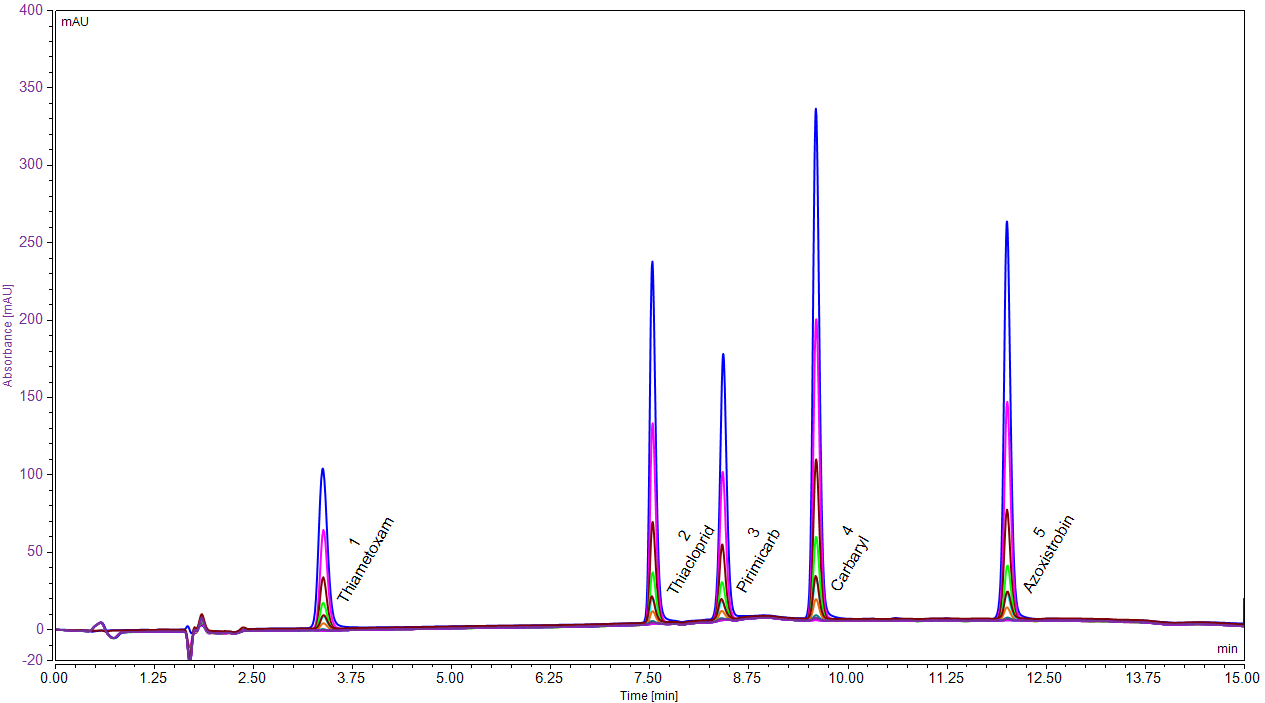 400
mAU
350
300
250
200
150
100
50
0
-20
Absorbance [mAU]
1
Thiametoxam
2
Thiacloprid
3
Pirimicarb
4
Carbaryl
5
Azoxistrobin
min
0.00 1.25 2.50 3.75 5.00 6.25 7.50 8.75 10.00 11.25 12.50 13.75 15.00
Time [min]